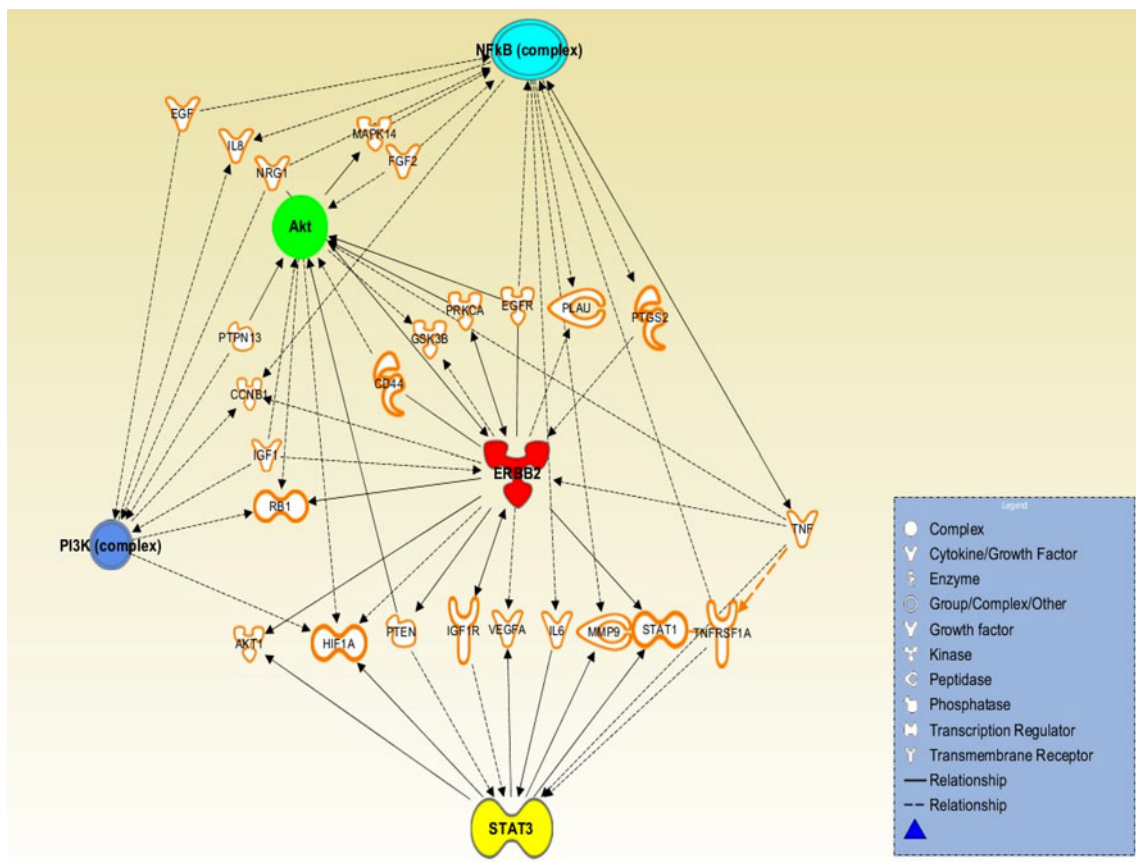 NFkB (complex)
EGF
IL8
MAPK14
FGF2
NRG1
Akt
PRKCA
EGFR
PLAU
PTGS2
PTPN13
GSK3B
CD44
CCNB1
IGF1
ERBB2
RB1
TNF
PI3K (complex)
AKT1
HIF1A
PTEN
IGF1R
VEGFA
IL6
MMP9
STAT1
TNFRSF1A
STAT3
Legend
Complex
Cytokine/Growth Factor
Enzyme
Group/Complex/Other
Growth factor
Kinase
Peptidase
Phosphatase
Transcription Regulator
Transmembrane Receptor
Relationship
Relationship